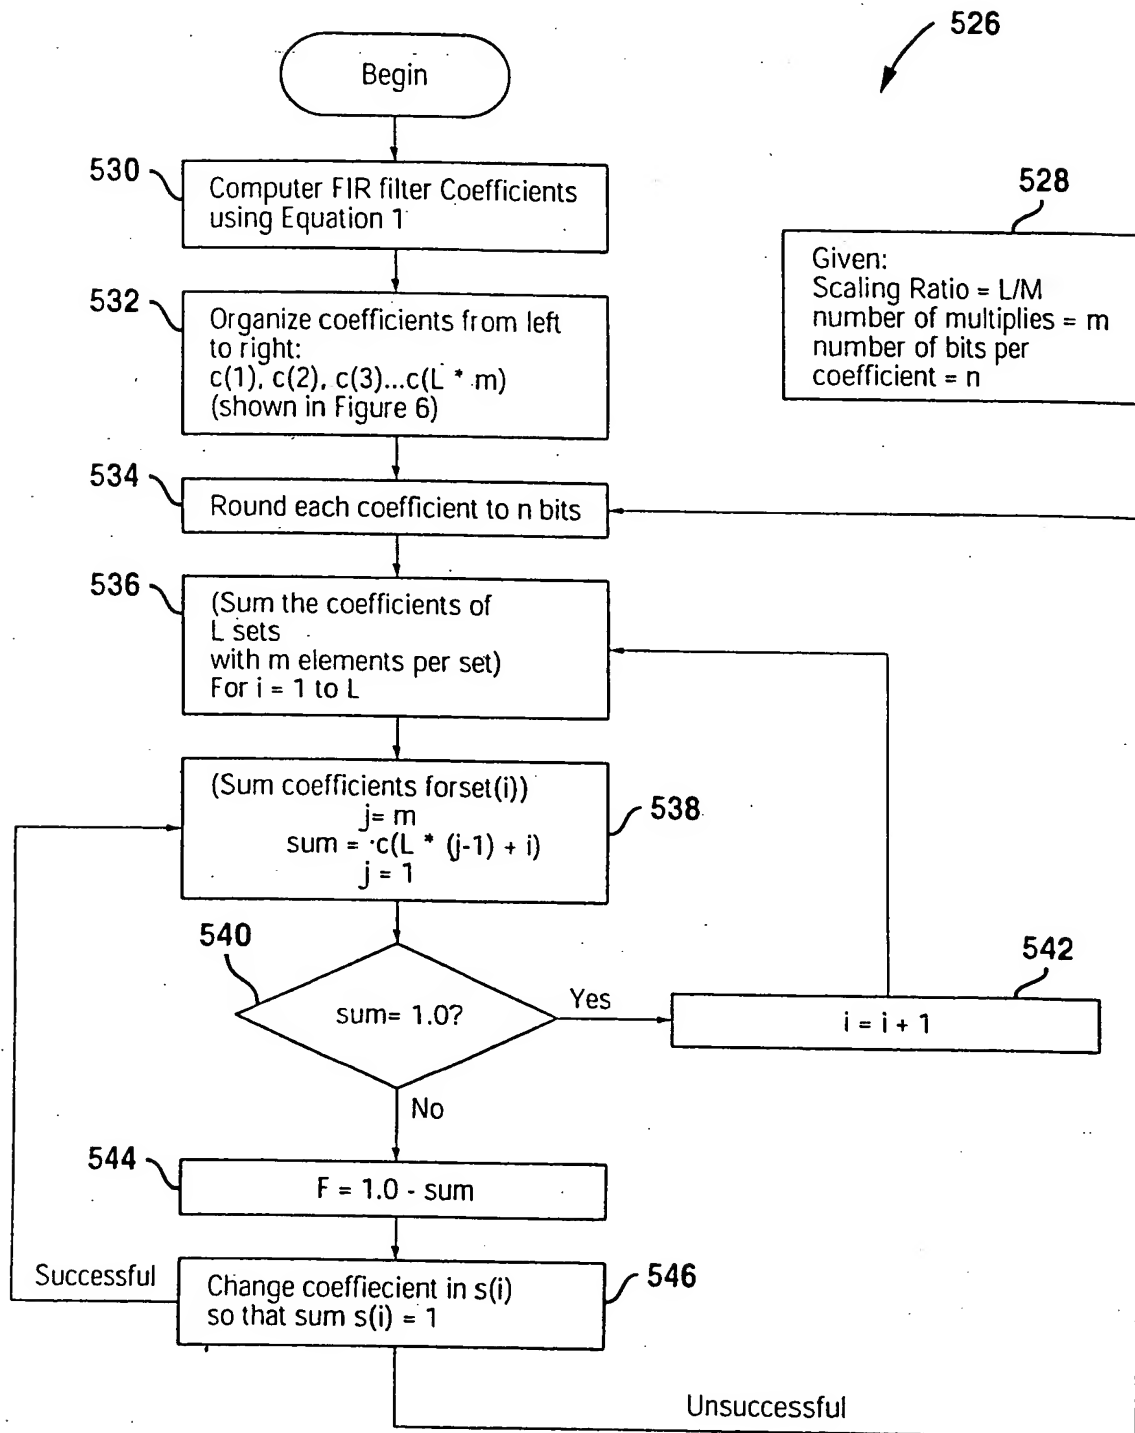 526
Begin
530
Computer FIR filter Coefficients
using Equation 1
528
Given:
Scaling Ratio = L/M
number of multiplies = m
number of bits per
coefficient = n
532
Organize coefficients from left
to right:
c(1), c(2), c(3)...c(L * m)
(shown in Figure 6)
534
Round each coefficient to n bits
536
(Sum the coefficients of
L sets
with m elements per set)
For i = 1 to L
538
(Sum coefficients forset(i))
j= m
sum = c(L * (j-1) + i)
j = 1
540
sum= 1.0?
Yes
542
i = i + 1
No
544
F = 1.0 - sum
546
Successful
Change coeffiecient in s(i)
so that sum s(i) = 1
Unsuccessful